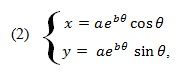 (2) { x = ae^{bθ} cos θ
y = ae^{bθ} sin θ,